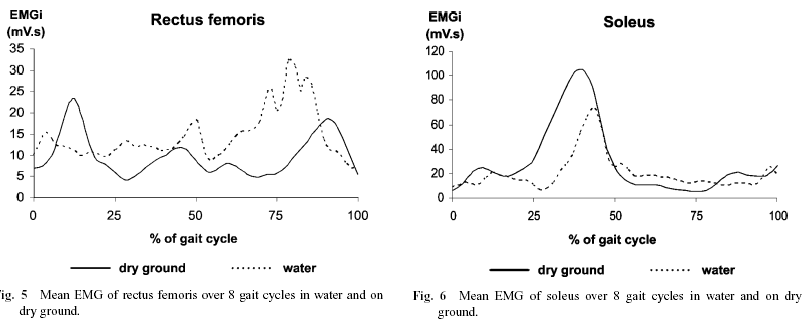 EMGi
(mV.s)
Rectus femoris
35
30
25
20
15
10
5
0
0 25 50 75 100
% of gait cycle
dry ground water
Fig. 5 Mean EMG of rectus femoris over 8 gait cycles in water and on
dry ground.
EMGi
(mV.s)
Soleus
120
100
80
60
40
20
0
0 25 50 75 100
% of gait cycle
dry ground water
Fig. 6 Mean EMG of soleus over 8 gait cycles in water and on dry
ground.